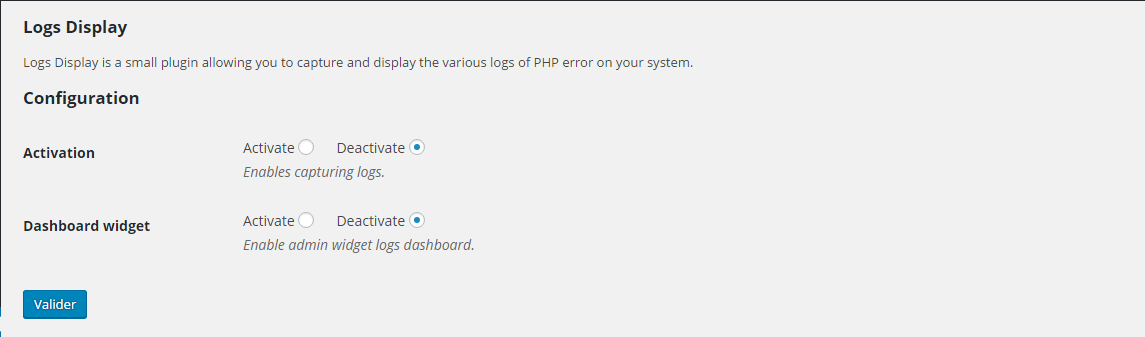 Logs Display
Logs Display is a small plugin allowing you to capture and display the various logs of PHP error on your system.
Configuration
Activation
Activate Deactivate
Enables capturing logs.
Dashboard widget
Activate Deactivate
Enable admin widget logs dashboard.
Valider